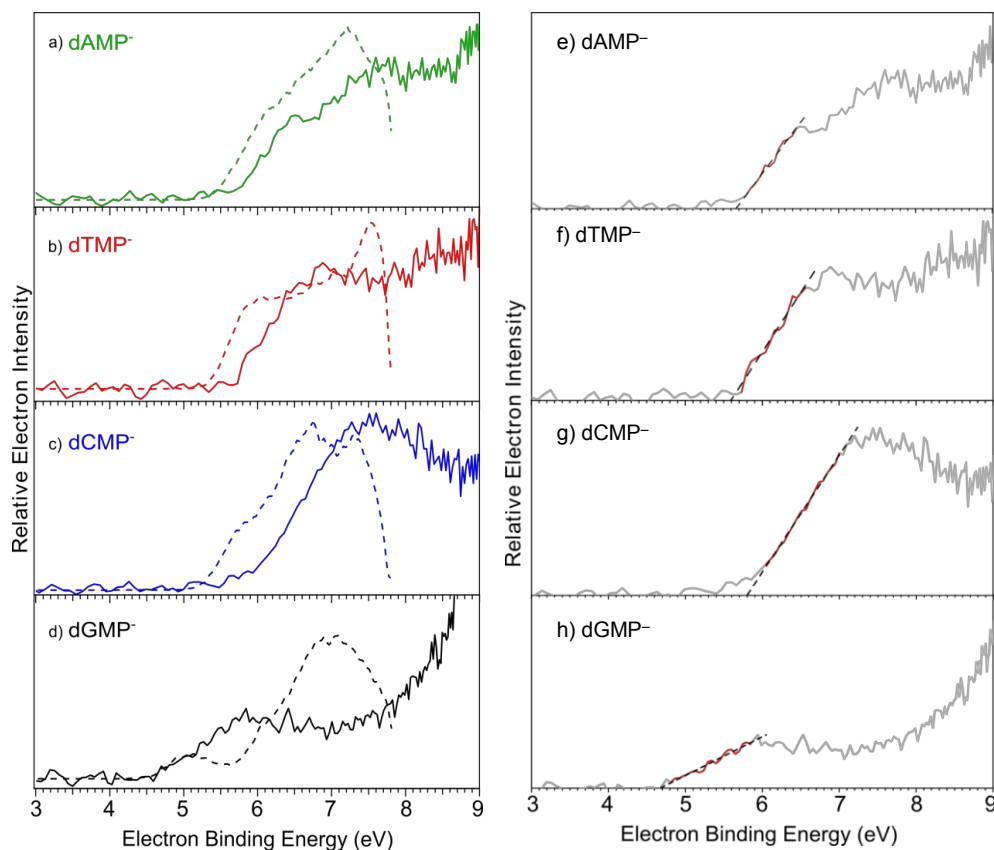 a) dAMP-
b) dTMP-
c) dCMP-
d) dGMP-
Relative Electron Intensity
3 4 5 6 7 8 9
Electron Binding Energy (eV)
e) dAMP–
f) dTMP–
g) dCMP–
h) dGMP–
Relative Electron Intensity
3 4 5 6 7 8 9
Electron Binding Energy (eV)